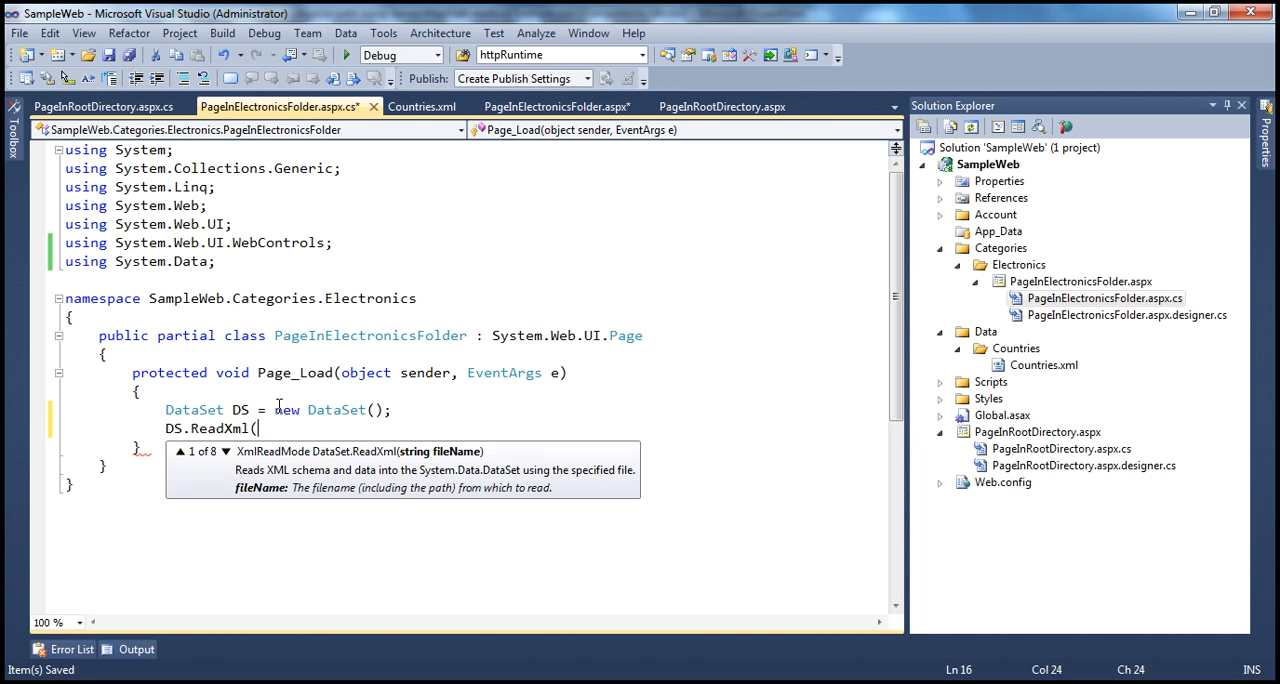 SampleWeb - Microsoft Visual Studio (Administrator)
File Edit View Refactor Project Build Debug Team Data Tools Architecture Test Analyze Window Help
Debug httpRuntime
Publish: Create Publish Settings
PageInRootDirectory.aspx.cs PageInElectronicsFolder.aspx.cs* Countries.xml PageInElectronicsFolder.aspx* PageInRootDirectory.aspx
SampleWeb.Categories.Electronics.PageInElectronicsFolder Page_Load(object sender, EventArgs e)
Toolbox
using System;
using System.Collections.Generic;
using System.Linq;
using System.Web;
using System.Web.UI;
using System.Web.UI.WebControls;
using System.Data;
namespace SampleWeb.Categories.Electronics
{
public partial class PageInElectronicsFolder : System.Web.UI.Page
{
protected void Page_Load(object sender, EventArgs e)
{
DataSet DS = new DataSet();
DS.ReadXml(
}
1 of 8 XmlReadMode DataSet.ReadXml(string fileName)
Reads XML schema and data into the System.Data.DataSet using the specified file.
fileName: The filename (including the path) from which to read.
}
}
100 %
Solution Explorer
Solution 'SampleWeb' (1 project)
SampleWeb
Properties
References
Account
App_Data
Categories
Electronics
PageInElectronicsFolder.aspx
PageInElectronicsFolder.aspx.cs
PageInElectronicsFolder.aspx.designer.cs
Data
Countries
Countries.xml
Scripts
Styles
Global.asax
PageInRootDirectory.aspx
PageInRootDirectory.aspx.cs
PageInRootDirectory.aspx.designer.cs
Web.config
Properties
Error List Output
Item(s) Saved Ln 16 Col 24 Ch 24 INS